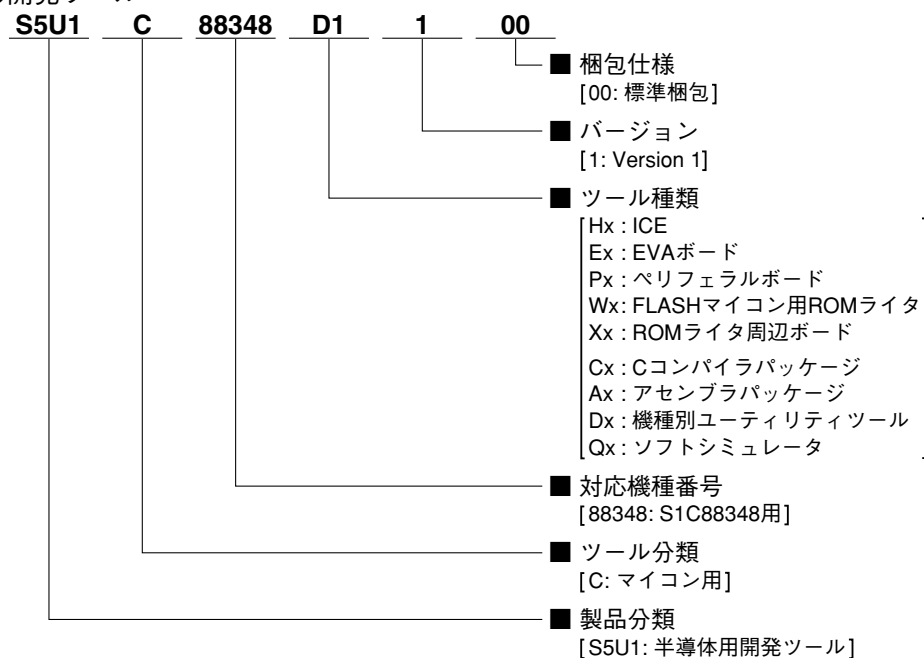 開発ツール
S5U1 C 88348 D1 1 00
■ 梱包仕様
[00: 標準梱包]
■ バージョン
[1: Version 1]
■ ツール種類
Hx : ICE
Ex : EVAボード
Px : ペリフェラルボード
Wx: FLASHマイコン用ROMライタ
Xx : ROMライタ周辺ボード
Cx : Cコンパイラパッケージ
Ax : アセンブラパッケージ
Dx : 機種別ユーティリティツール
Qx : ソフトシミュレータ
■ 対応機種番号
[88348: S1C88348用]
■ ツール分類
[C: マイコン用]
■ 製品分類
[S5U1: 半導体用開発ツール]